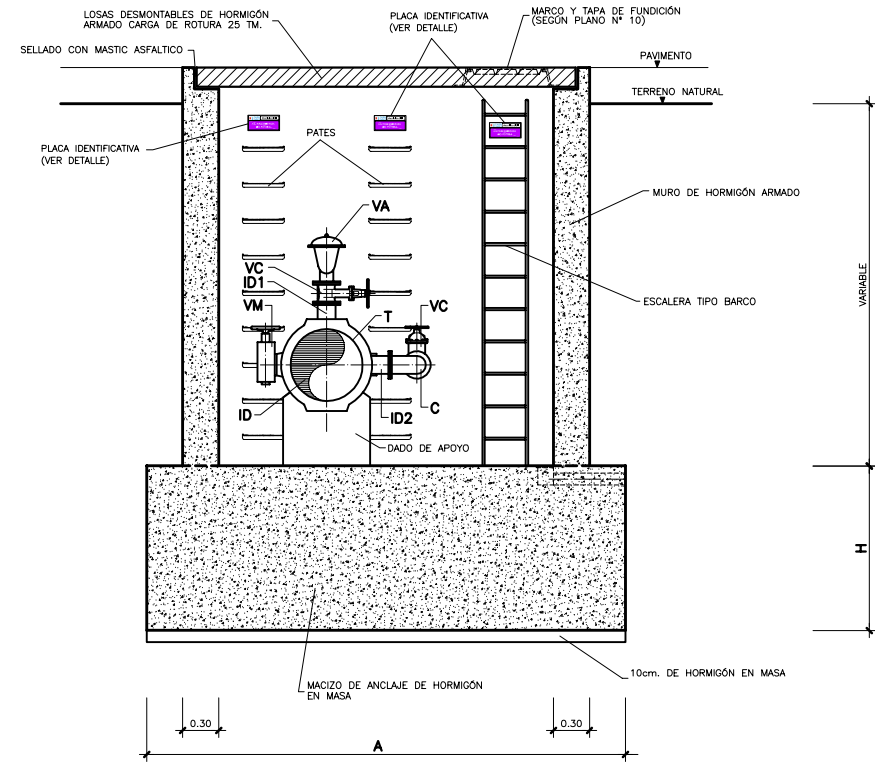 LOSAS DESMONTABLES DE HORMIGÓN
ARMADO CARGA DE ROTURA 25 TM.
PLACA IDENTIFICATIVA
(VER DETALLE)
MARCO Y TAPA DE FUNDICIÓN
(SEGÚN PLANO Nº 10)
SELLADO CON MASTIC ASFALTICO
PAVIMENTO
TERRENO NATURAL
PLACA IDENTIFICATIVA
(VER DETALLE)
PATES
MURO DE HORMIGÓN ARMADO
VA
VC
ID1
VM
T
VC
ESCALERA TIPO BARCO
VARIABLE
ID
ID2
C
DADO DE APOYO
H
10cm. DE HORMIGÓN EN MASA
MACIZO DE ANCLAJE DE HORMIGÓN
EN MASA
0.30
0.30
A